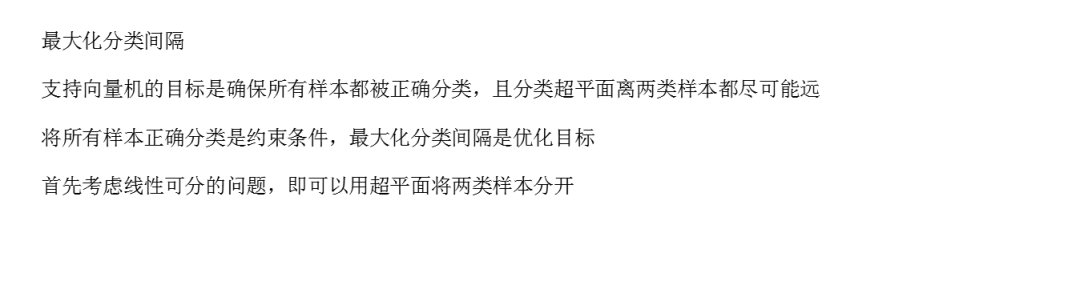 最大化分类间隔
支持向量机的目标是确保所有样本都被正确分类，且分类超平面离两类样本都尽可能远
将所有样本正确分类是约束条件，最大化分类间隔是优化目标
首先考虑线性可分的问题，即可以用超平面将两类样本分开